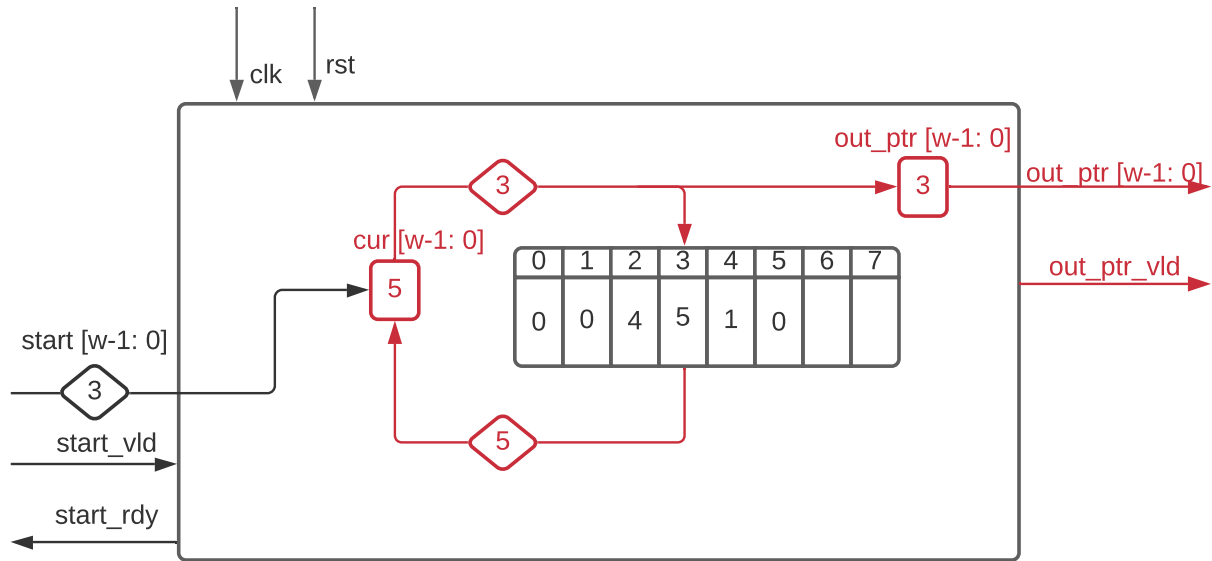 clk
rst
out_ptr [w-1: 0]
3
3
out_ptr [w-1: 0]
cur [w-1: 0]
0 1 2 3 4 5 6 7
out_ptr_vld
5
0 0 4 5 1 0
start [w-1: 0]
3
start_vld
5
start_rdy